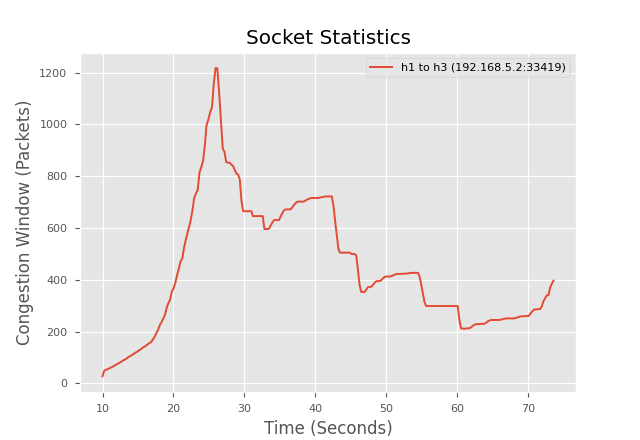 Socket Statistics
h1 to h3 (192.168.5.2:33419)
Congestion Window (Packets)
1200
1000
800
600
400
200
0
10 20 30 40 50 60 70
Time (Seconds)